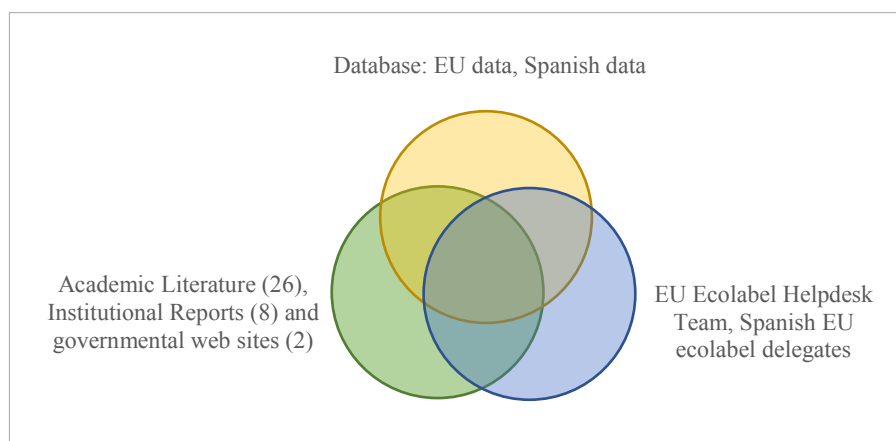 Database: EU data, Spanish data
Academic Literature (26),
Institutional Reports (8) and
governmental web sites (2)
EU Ecolabel Helpdesk
Team, Spanish EU
ecolabel delegates